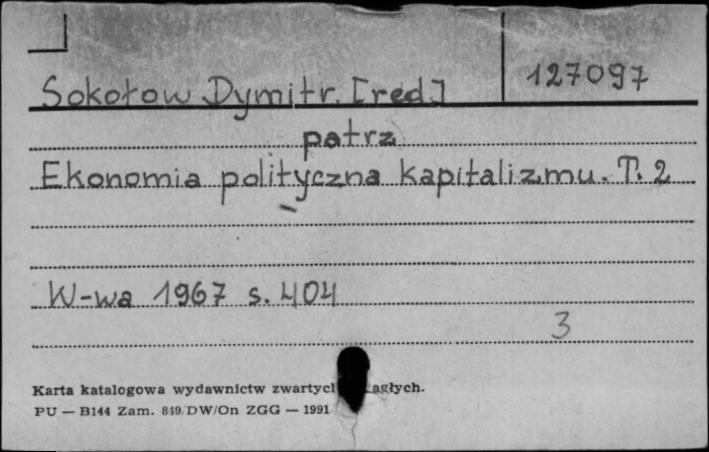 Sokołow Dymitr. [red.] 127097
patrz
Ekonomia polityczna kapitalizmu. T. 2
W-wa 1967 s. 404
3
Karta katalogowa wydawnictw zwartych
PU — B144 Zam. 849/DW/On ZGG — 1991